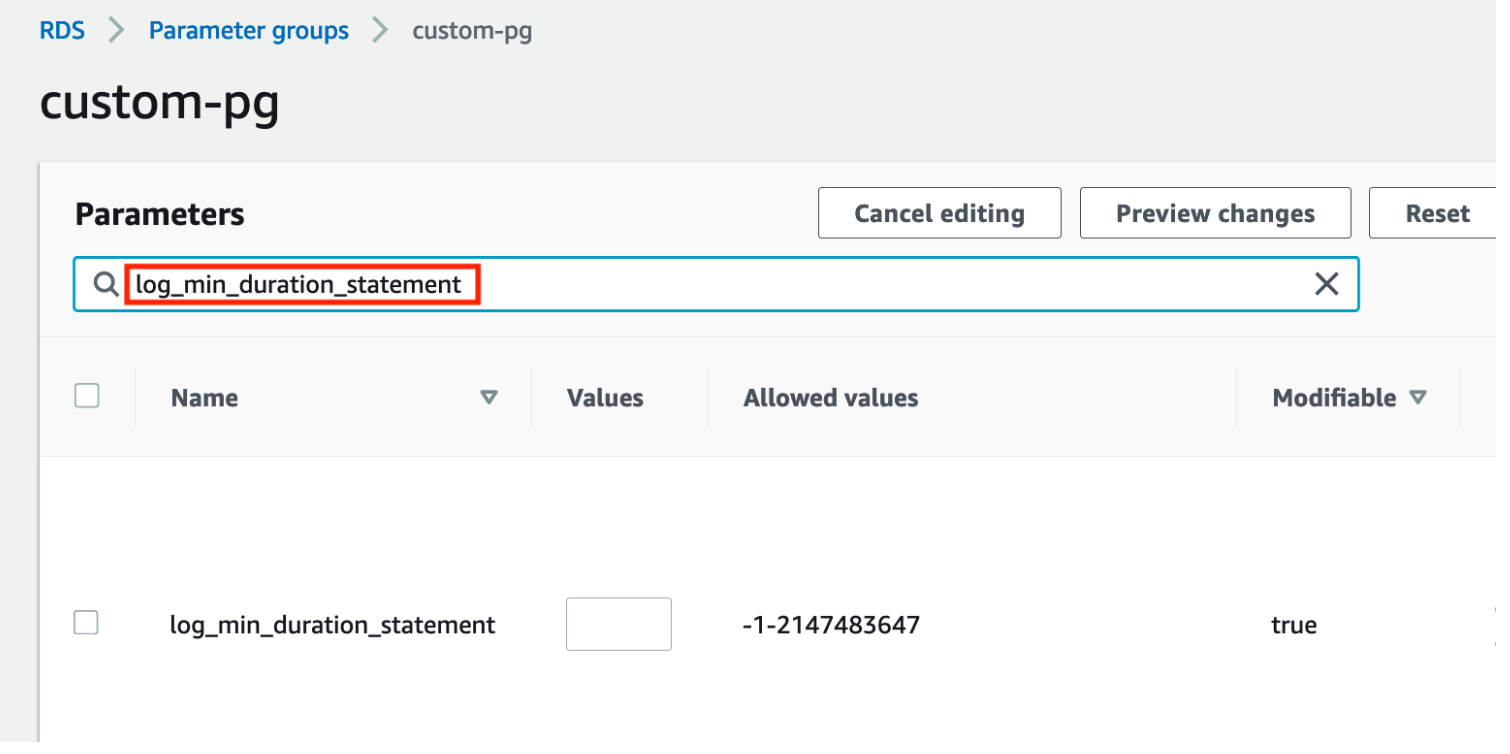 RDS > Parameter groups > custom-pg
custom-pg
Parameters
Cancel editing
Preview changes
Reset
log_min_duration_statement
Name
Values
Allowed values
Modifiable
log_min_duration_statement
-1-2147483647
true